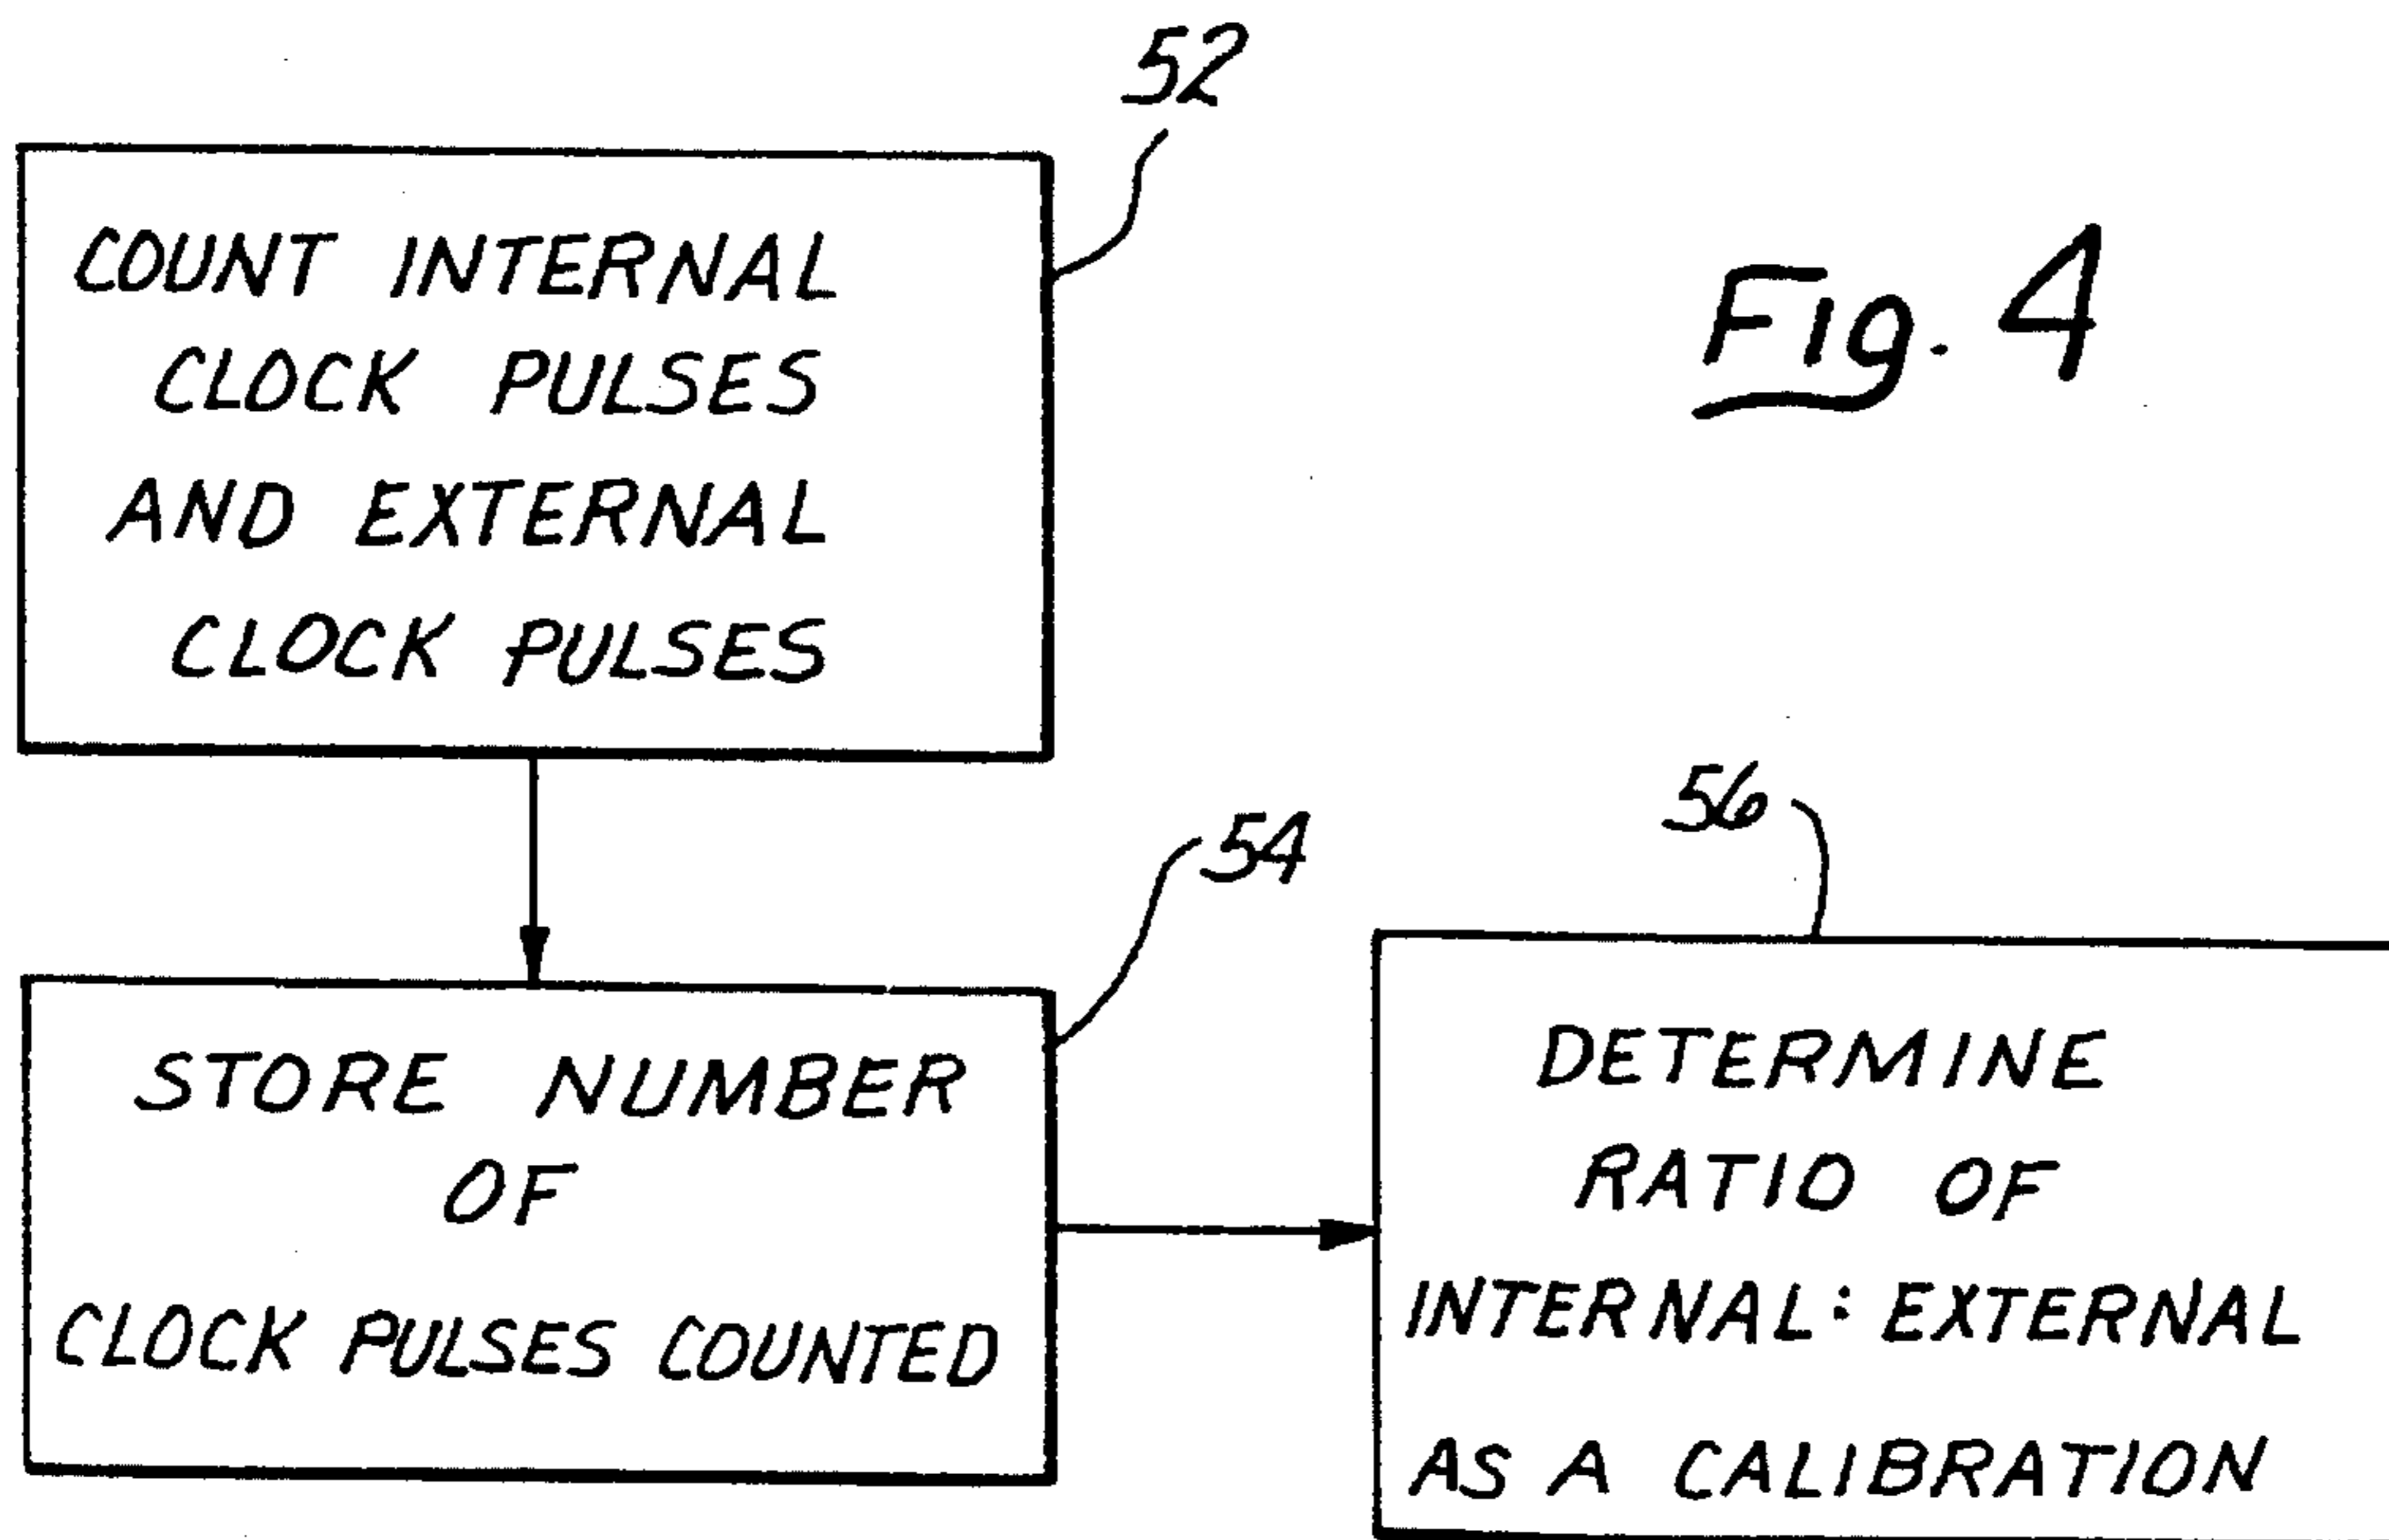 52
COUNT INTERNAL
CLOCK PULSES
AND EXTERNAL
CLOCK PULSES
Fig. 4
54
STORE NUMBER
OF
CLOCK PULSES COUNTED
56
DETERMINE
RATIO OF
INTERNAL: EXTERNAL
AS A CALIBRATION